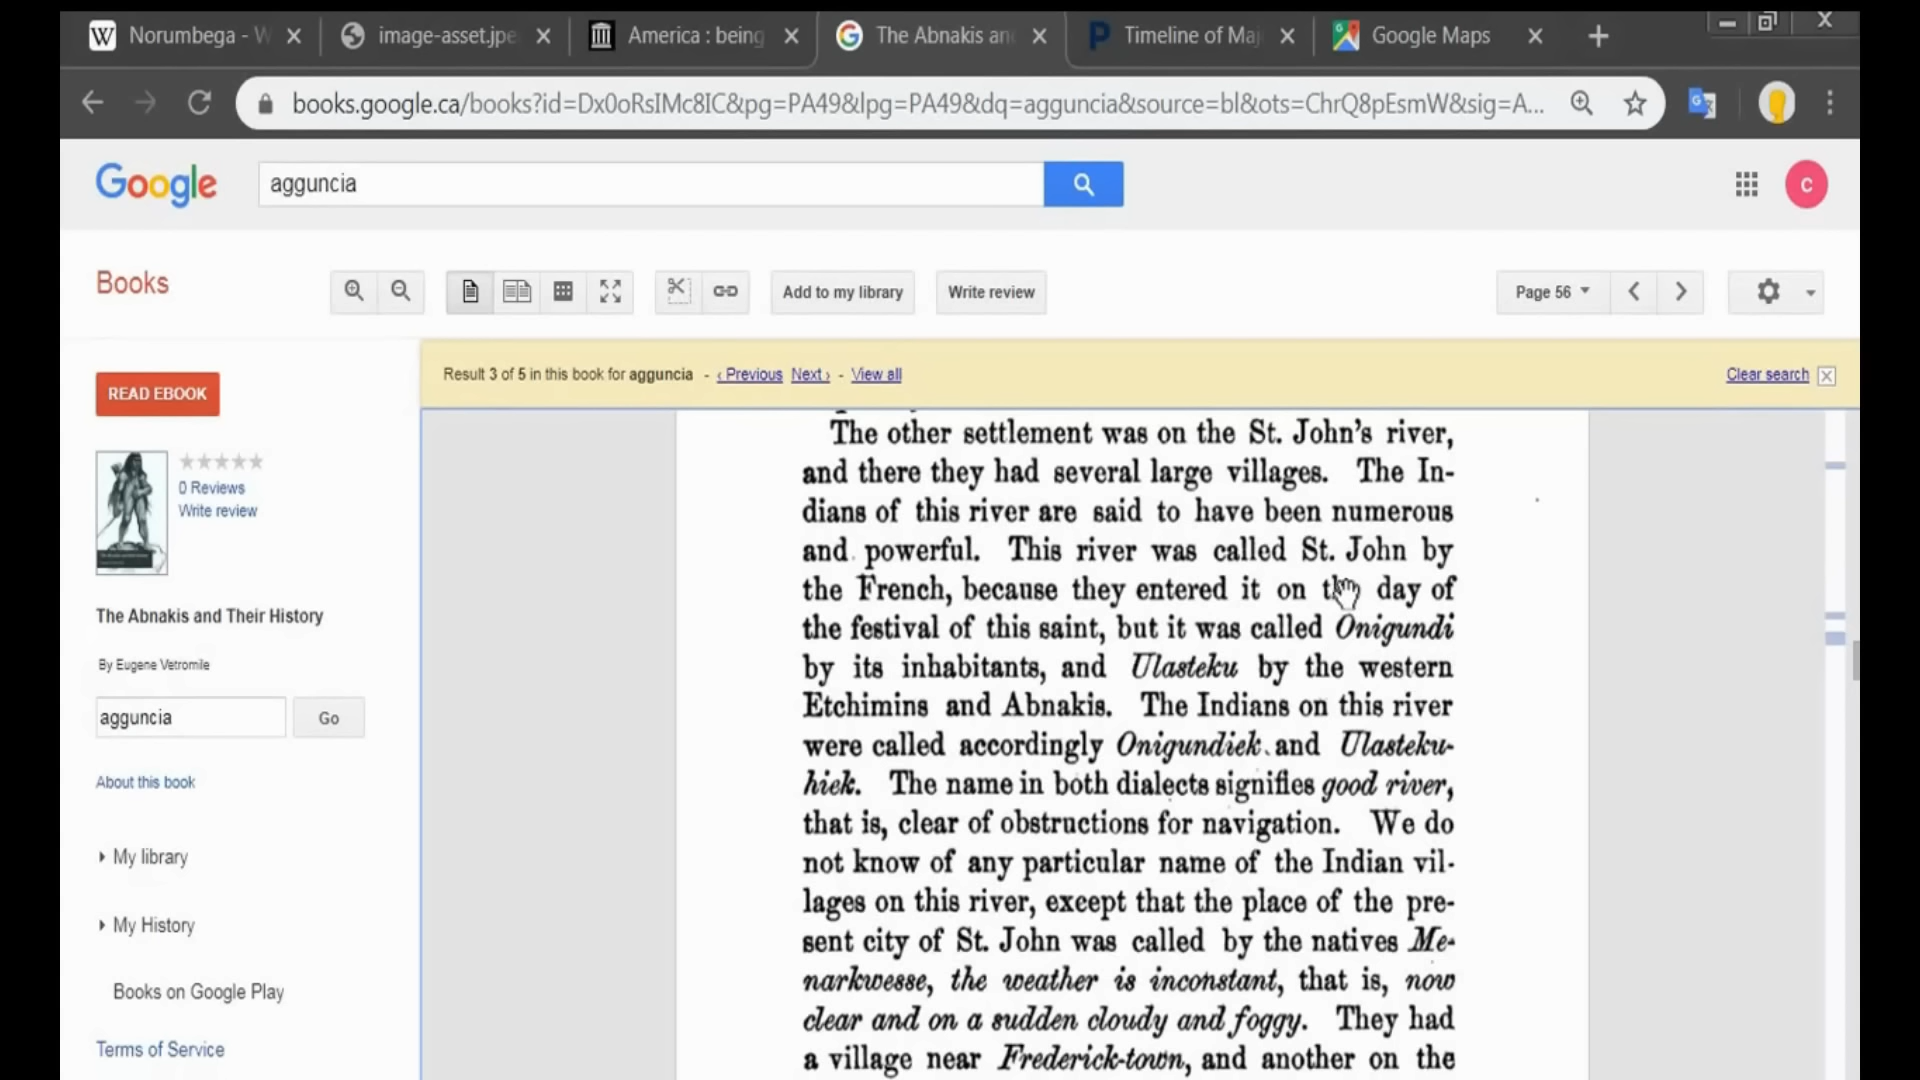 Norumbega - W
image-asset.jpe
America : being
The Abnakis an
Timeline of Maj
Google Maps
books.google.ca/books?id=Dx0oRsIMc8IC&pg=PA49&lpg=PA49&dq=agguncia&source=bl&ots=ChrQ8pEsmW&sig=A...
Google
agguncia
C
Books
Add to my library
Write review
Page 56
READ EBOOK
Result 3 of 5 in this book for agguncia - ‹ Previous Next › - View all
Clear search
0 Reviews
Write review
The Abnakis and Their History
By Eugene Vetromile
agguncia
Go
About this book
My library
My History
Books on Google Play
Terms of Service
The other settlement was on the St. John's river,
and there they had several large villages. The In-
dians of this river are said to have been numerous
and powerful. This river was called St. John by
the French, because they entered it on the day of
the festival of this saint, but it was called Onigundi
by its inhabitants, and Ulasteku by the western
Etchimins and Abnakis. The Indians on this river
were called accordingly Onigundiek and Ulasteku-
hiek. The name in both dialects signifies good river,
that is, clear of obstructions for navigation. We do
not know of any particular name of the Indian vil-
lages on this river, except that the place of the pre-
sent city of St. John was called by the natives Me-
narkwesse, the weather is inconstant, that is, now
clear and on a sudden cloudy and foggy. They had
a village near Frederick-town, and another on the